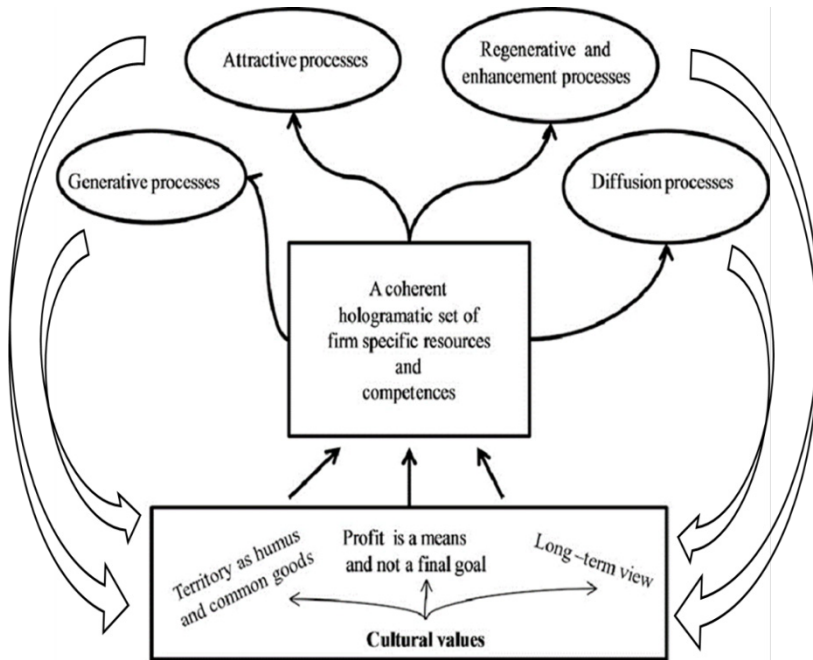 Attractive processes
Regenerative and
enhancement processes
Generative processes
Diffusion processes
A coherent
hologramatic set of
firm specific resources
and
competences
Territory as humus
and common goods
Profit is a means
and not a final goal
Long–term view
Cultural values